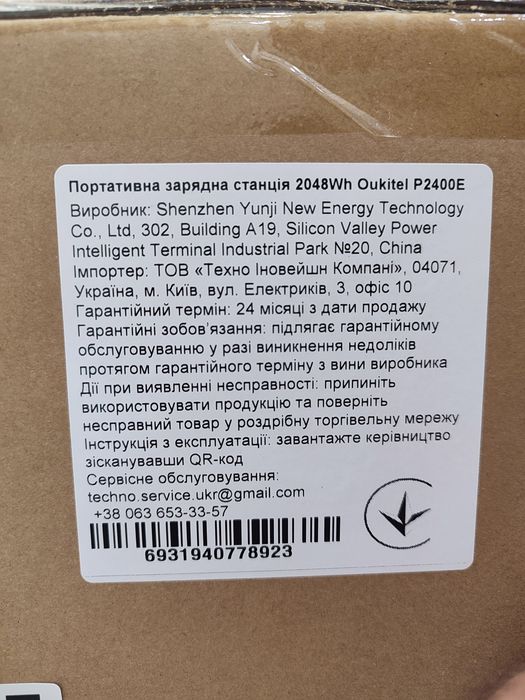 Портативна зарядна станція 2048Wh Oukitel P2400E
Виробник: Shenzhen Yunji New Energy Technology
Co., Ltd, 302, Building A19, Silicon Valley Power
Intelligent Terminal Industrial Park №20, China
Імпортер: ТОВ «Техно Іновейшн Компані», 04071,
Україна, м. Київ, вул. Електриків, 3, офіс 10
Гарантійний термін: 24 місяці з дати продажу
Гарантійні зобов'язання: підлягає гарантійному
обслуговуванню у разі виникнення недоліків
протягом гарантійного терміну з вини виробника
Дії при виявленні несправності: припиніть
використовувати продукцію та поверніть
несправний товар у роздрібну торгівельну мережу
Інструкція з експлуатації: завантажте керівництво
зісканувавши QR-код
Сервісне обслуговування:
techno.service.ukr@gmail.com
+38 063 653-33-57
6931940778923